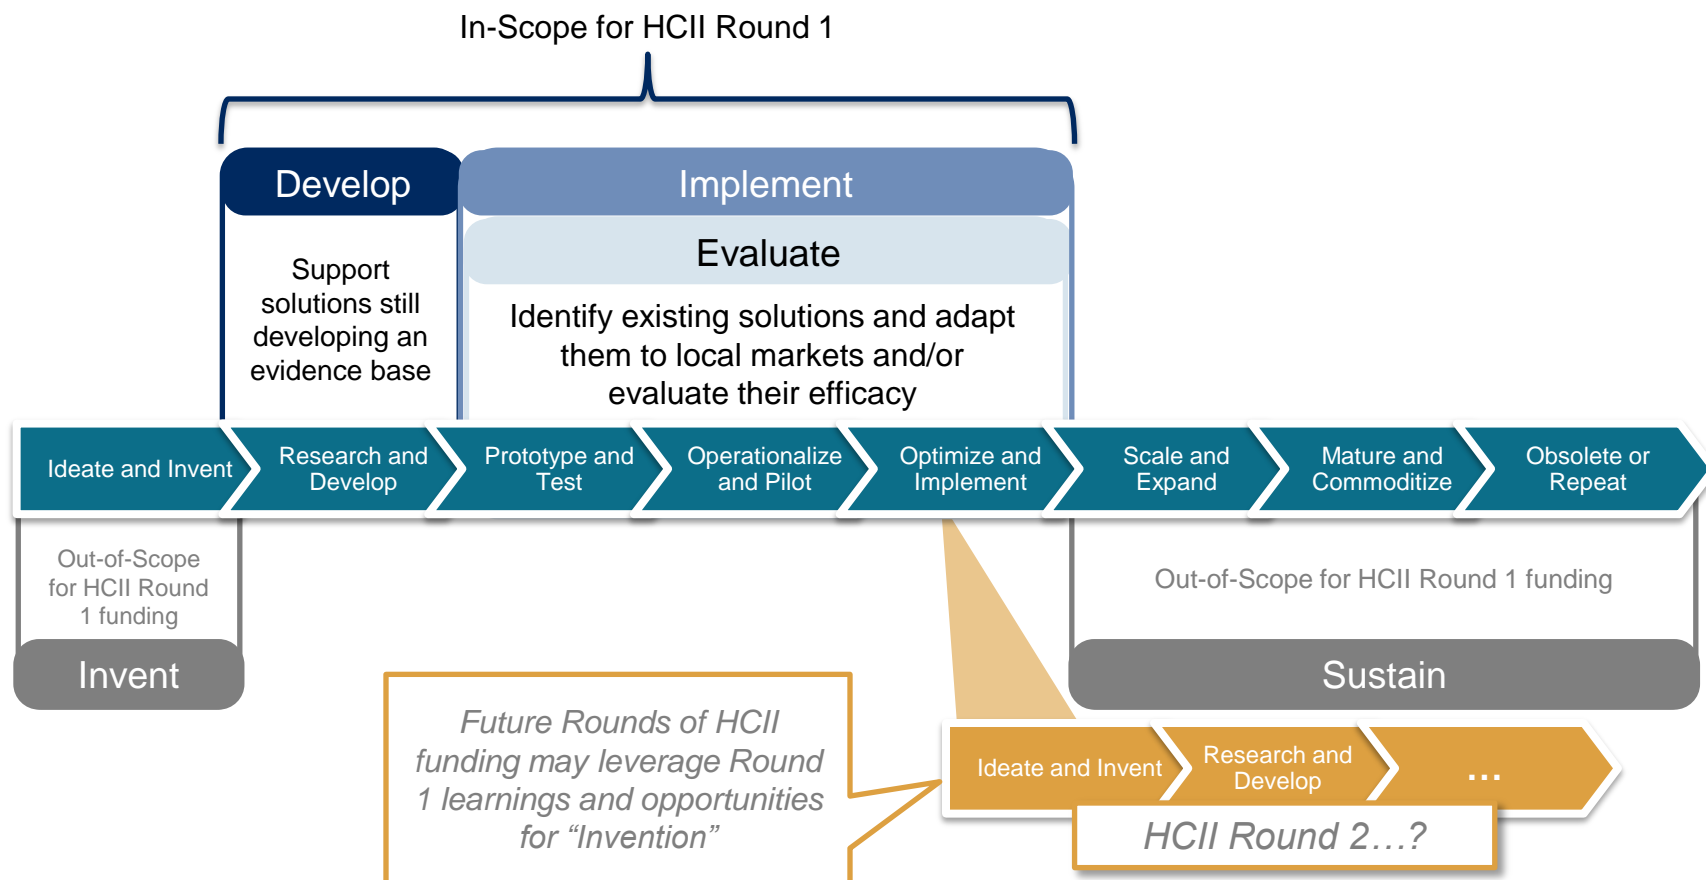 In-Scope for HCII Round 1
Develop
Implement
Evaluate
Support
solutions still
developing an
evidence base
Identify existing solutions and adapt
them to local markets and/or
evaluate their efficacy
Ideate and Invent
Research and
Develop
Prototype and
Test
Operationalize
and Pilot
Optimize and
Implement
Scale and
Expand
Mature and
Commoditize
Obsolete or
Repeat
Out-of-Scope
for HCII Round
1 funding
Invent
Out-of-Scope for HCII Round 1 funding
Sustain
Future Rounds of HCII
funding may leverage Round
1 learnings and opportunities
for “Invention”
Ideate and Invent
Research and
Develop
...
HCII Round 2…?